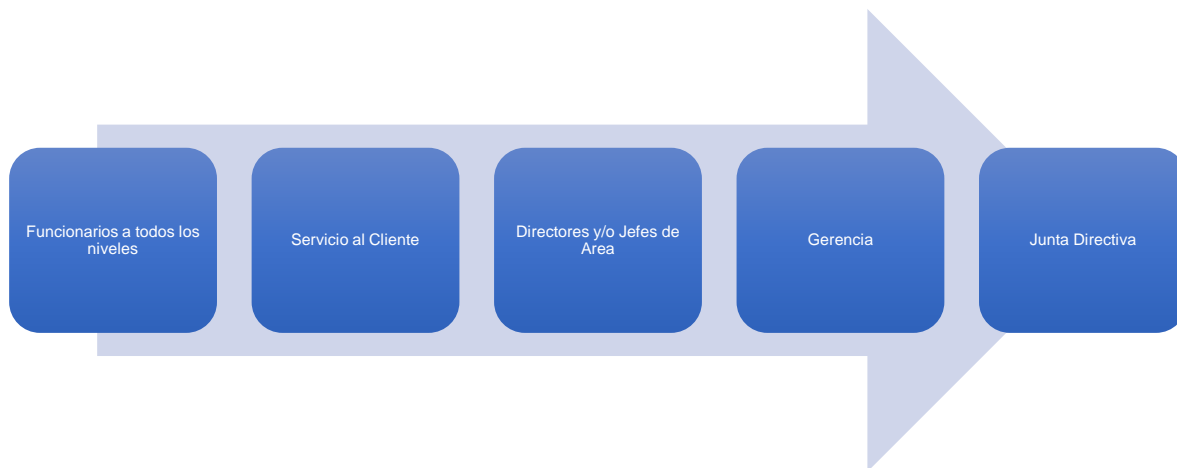 Funcionarios a todos los
niveles
Servicio al Cliente
Directores y/o Jefes de
Area
Gerencia
Junta Directiva